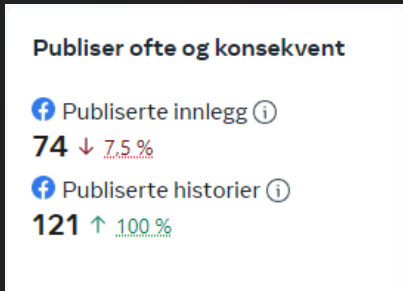 Publiser ofte og konsekvent
Publiserte innlegg
74 ↓ 7,5 %
Publiserte historier
121 ↑ 100 %